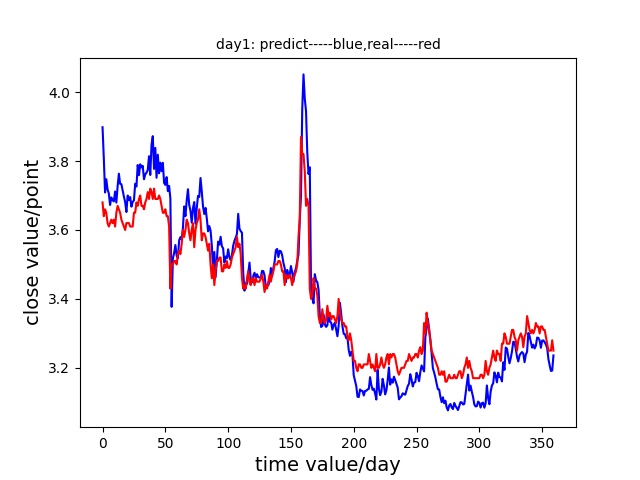 day1: predict-----blue,real-----red
4.0
3.8
3.6
3.4
3.2
close value/point
0 50 100 150 200 250 300 350
time value/day